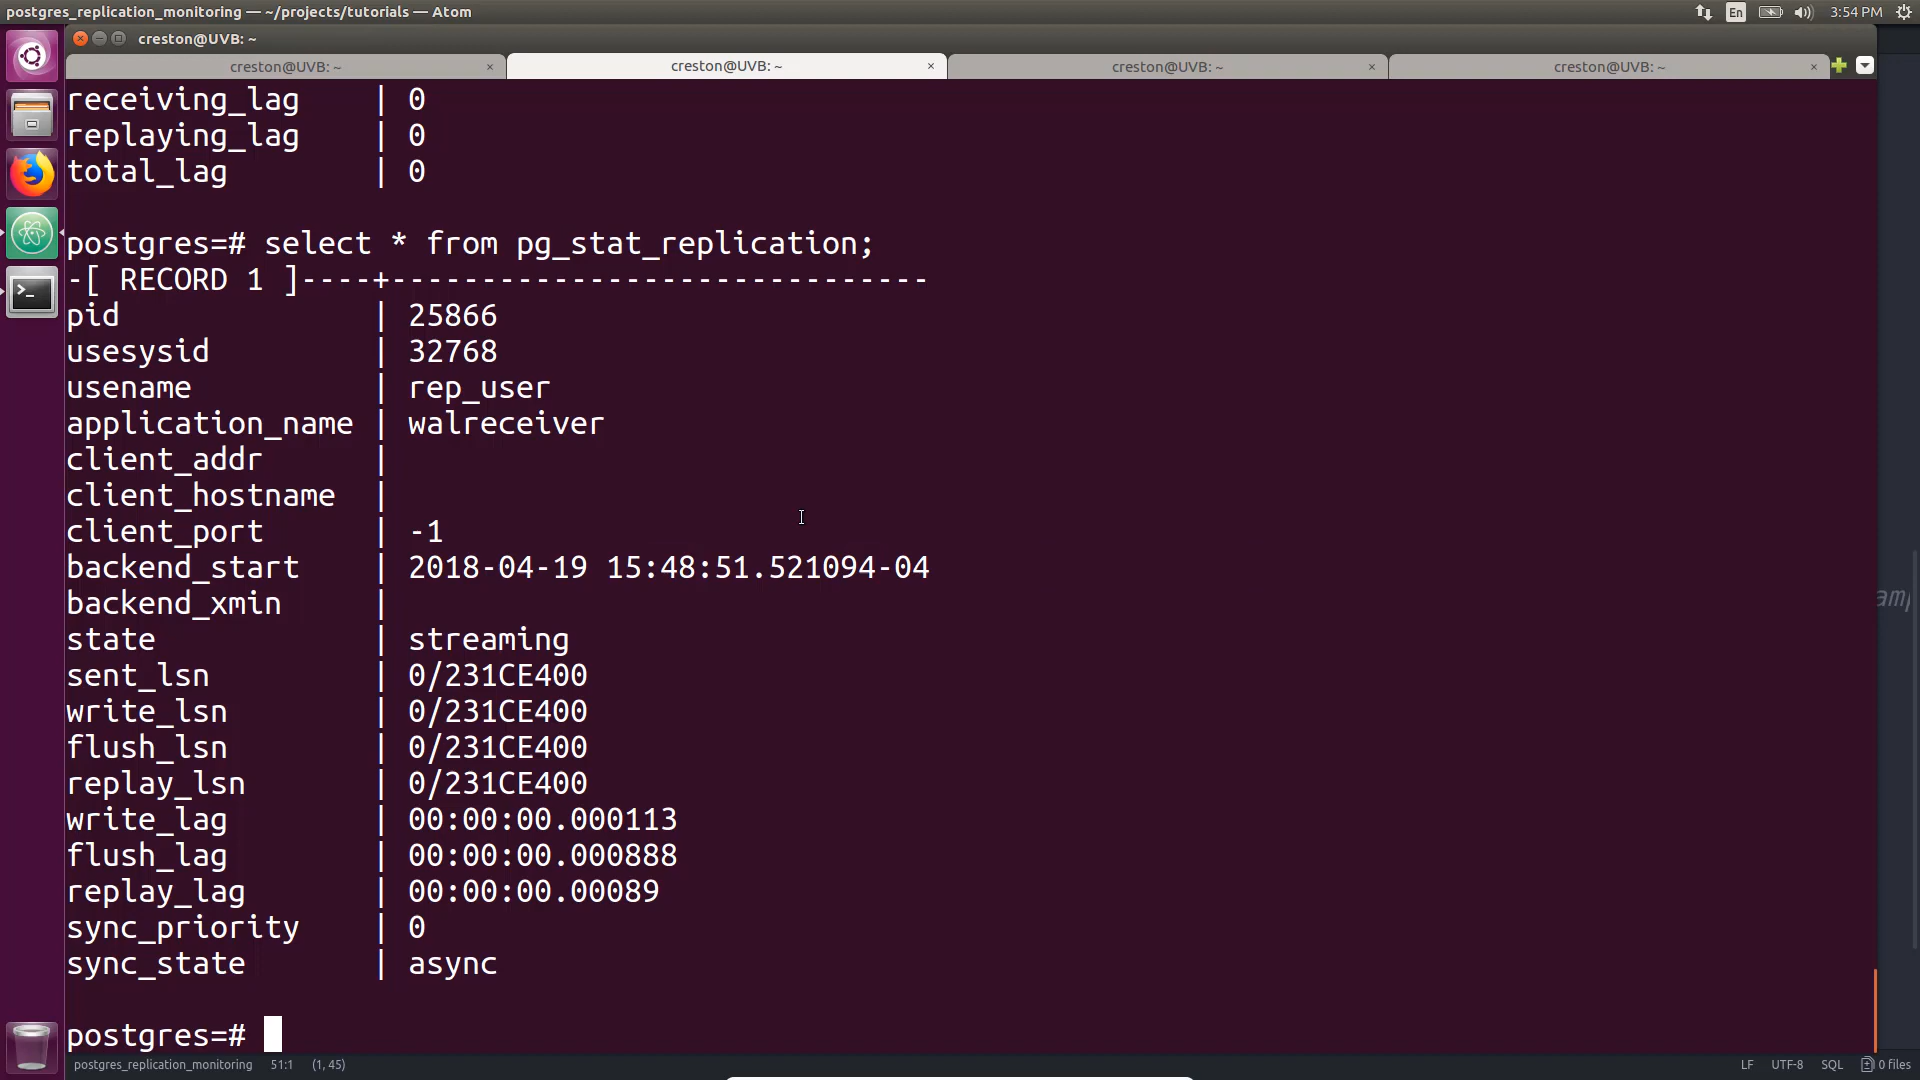 postgres_replication_monitoring — ~/projects/tutorials — Atom
En
3:54 PM
creston@UVB: ~
creston@UVB: ~ ×
creston@UVB: ~ ×
creston@UVB: ~ ×
creston@UVB: ~ ×
receiving_lag | 0
replaying_lag | 0
total_lag | 0
postgres=# select * from pg_stat_replication;
-[ RECORD 1 ]----+------------------------------
pid | 25866
usesysid | 32768
usename | rep_user
application_name | walreceiver
client_addr |
client_hostname |
client_port | -1
backend_start | 2018-04-19 15:48:51.521094-04
backend_xmin |
state | streaming
sent_lsn | 0/231CE400
write_lsn | 0/231CE400
flush_lsn | 0/231CE400
replay_lsn | 0/231CE400
write_lag | 00:00:00.000113
flush_lag | 00:00:00.000888
replay_lag | 00:00:00.00089
sync_priority | 0
sync_state | async
postgres=#
postgres_replication_monitoring 51:1 (1, 45)
LF UTF-8 SQL 0 files